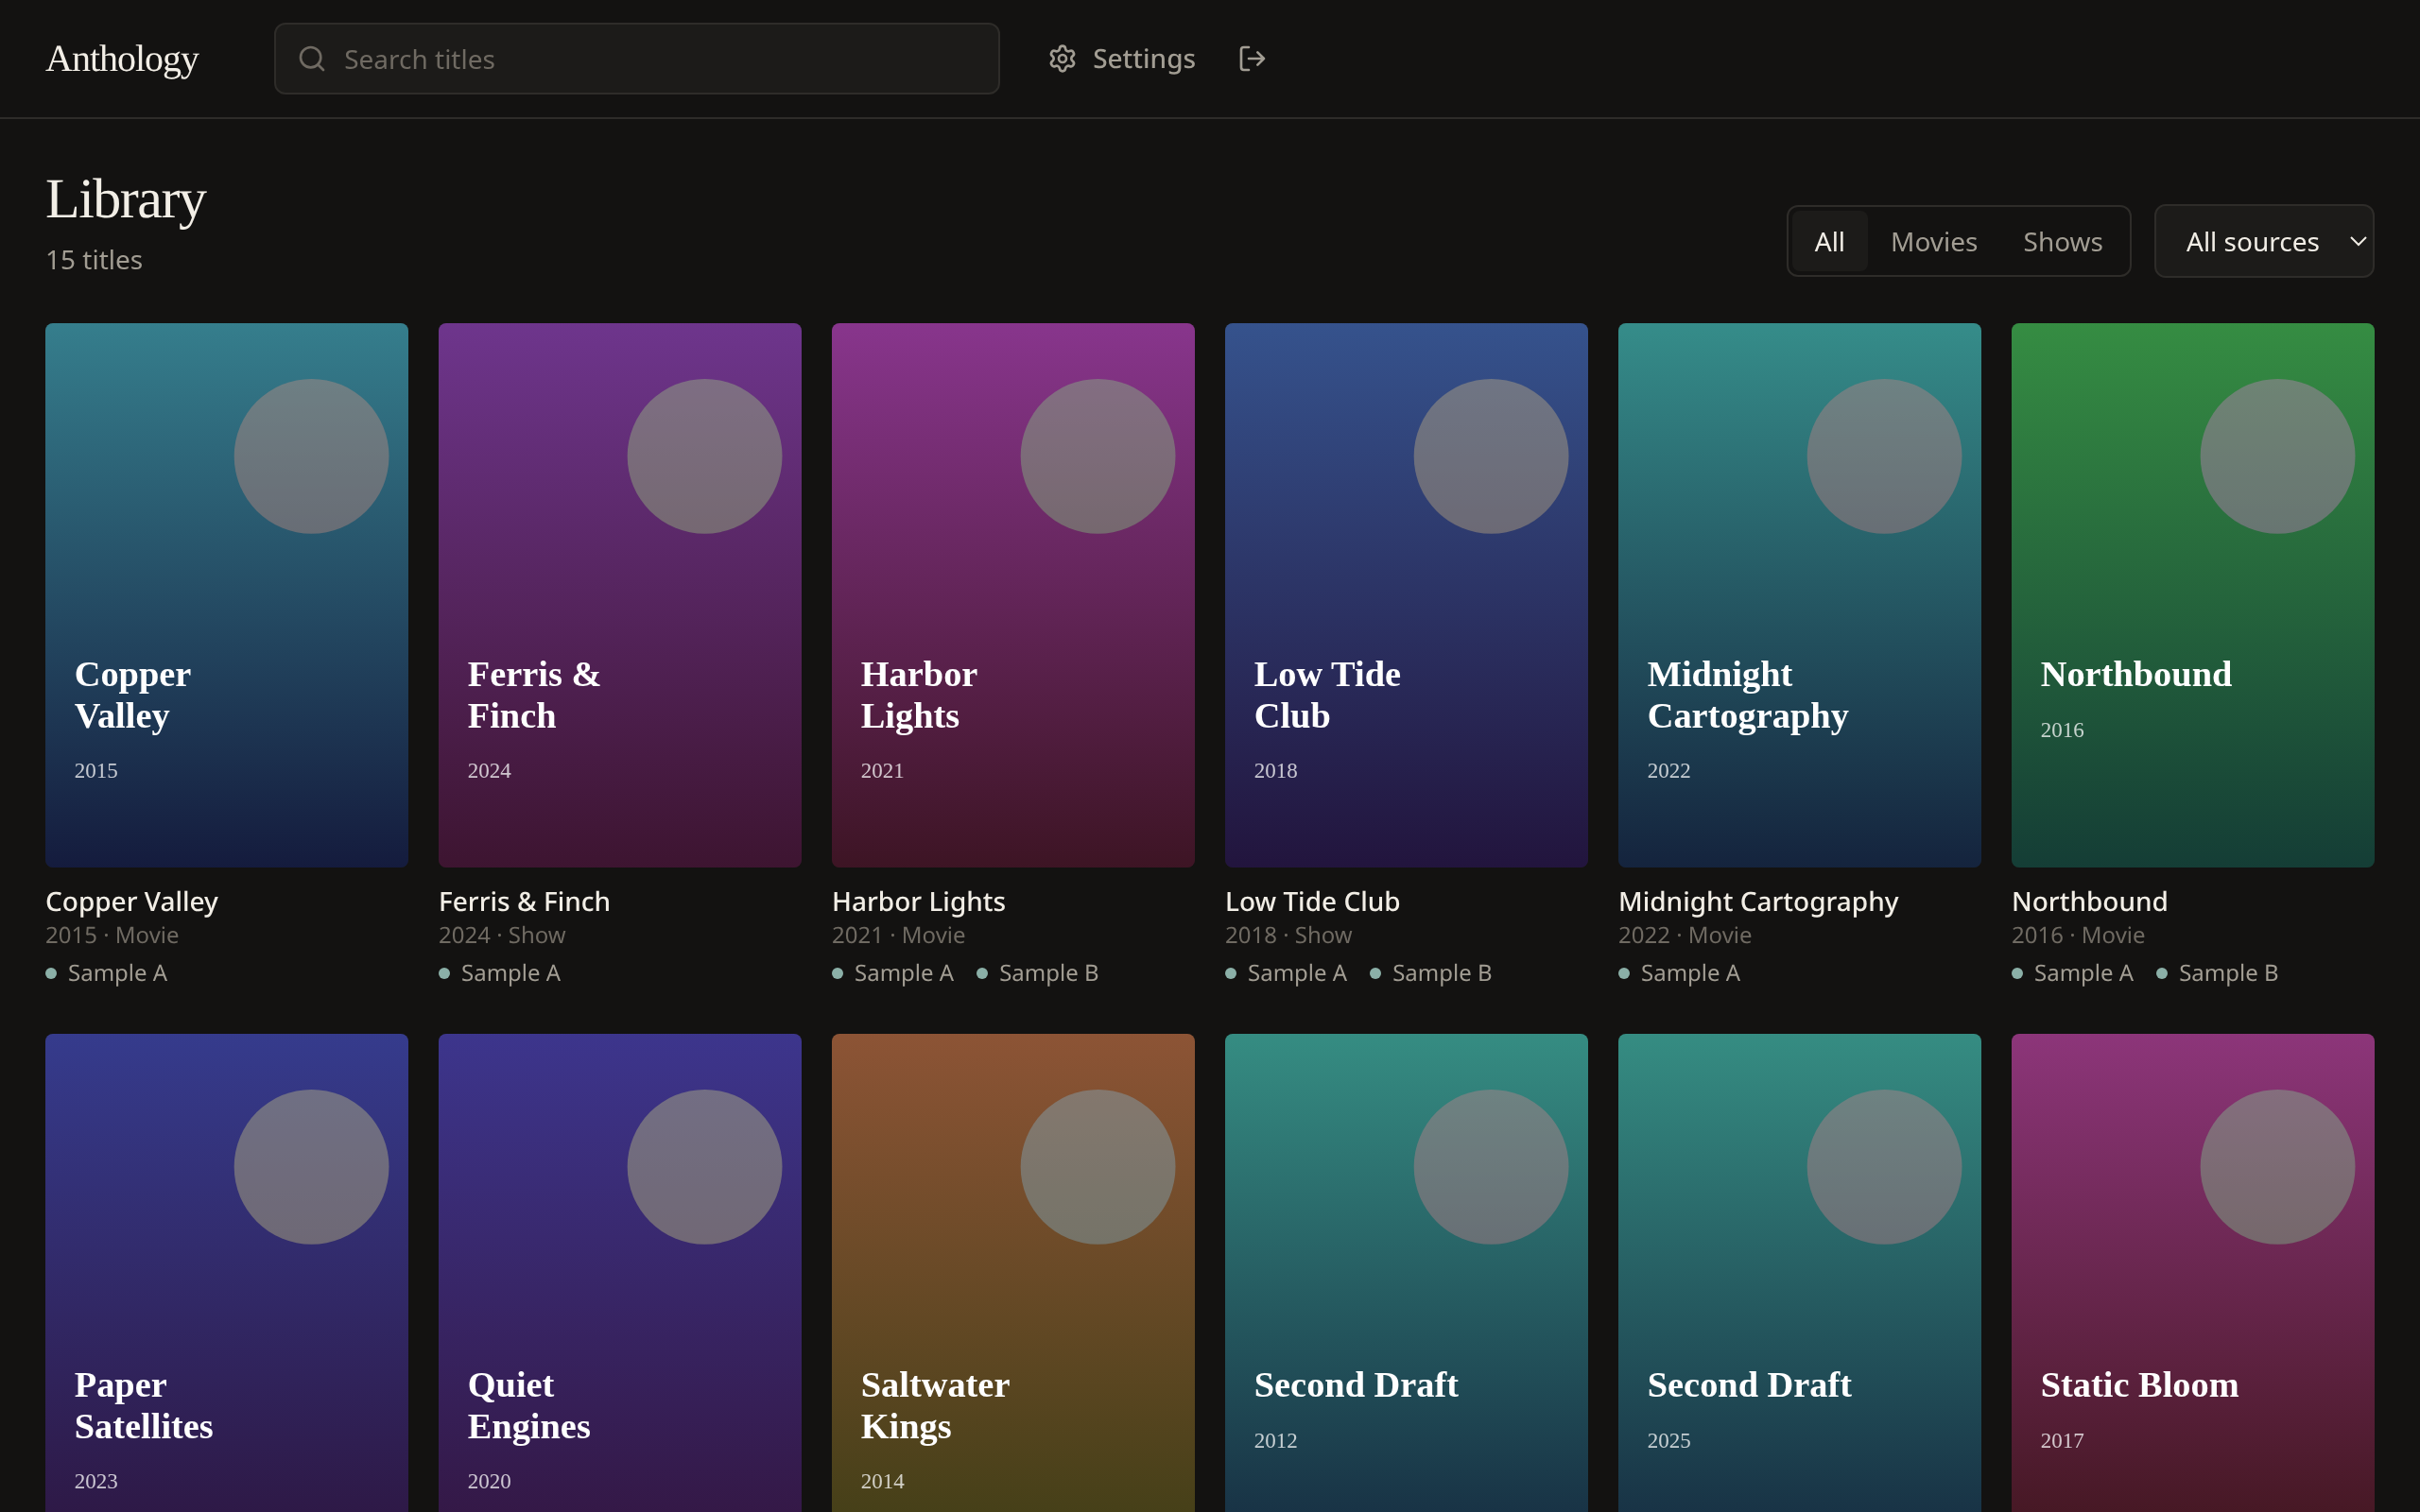 Anthology
Search titles
Settings
Library
15 titles
All
Movies
Shows
All sources
Copper
Valley
2015
Ferris &
Finch
2024
Harbor
Lights
2021
Low Tide
Club
2018
Midnight
Cartography
2022
Northbound
2016
Copper Valley
2015 · Movie
Sample A
Ferris & Finch
2024 · Show
Sample A
Harbor Lights
2021 · Movie
Sample A
Sample B
Low Tide Club
2018 · Show
Sample A
Sample B
Midnight Cartography
2022 · Movie
Sample A
Northbound
2016 · Movie
Sample A
Sample B
Paper
Satellites
2023
Quiet
Engines
2020
Saltwater
Kings
2014
Second Draft
2012
Second Draft
2025
Static Bloom
2017